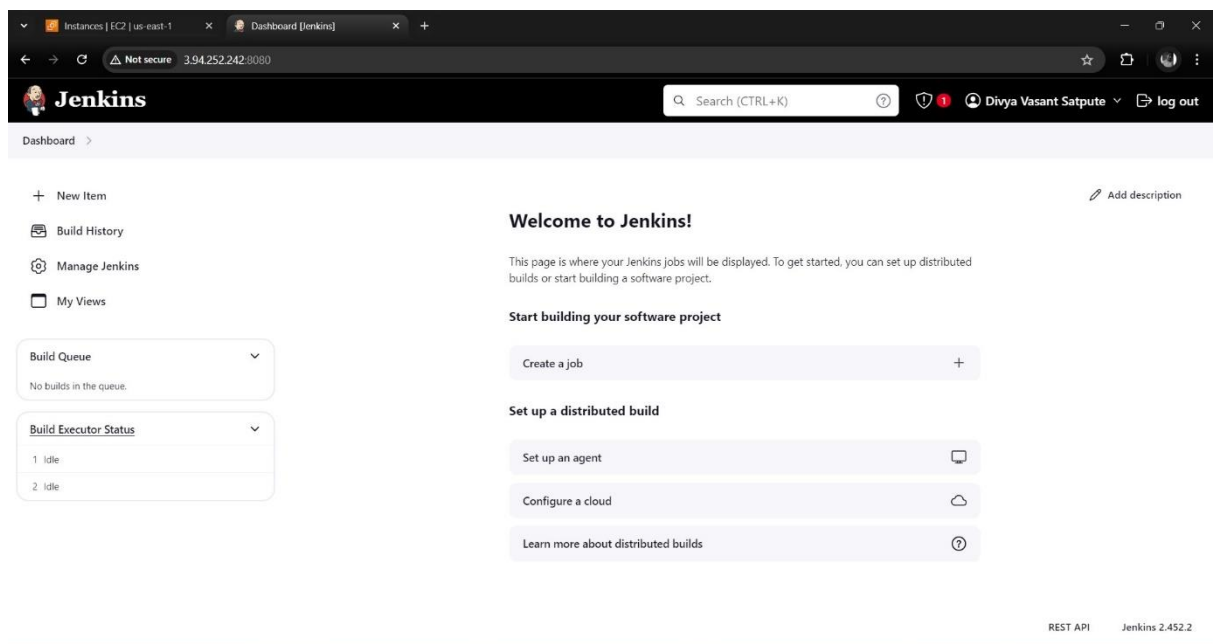 Instances | EC2 | us-east-1
Dashboard [Jenkins]
Not secure 3.94.252.242:8080
Jenkins
Search (CTRL+K)
1
Divya Vasant Satpute
log out
Dashboard
New Item
Build History
Manage Jenkins
My Views
Build Queue
No builds in the queue.
Build Executor Status
1 Idle
2 Idle
Add description
Welcome to Jenkins!
This page is where your Jenkins jobs will be displayed. To get started, you can set up distributed
builds or start building a software project.
Start building your software project
Create a job
Set up a distributed build
Set up an agent
Configure a cloud
Learn more about distributed builds
REST API
Jenkins 2.452.2